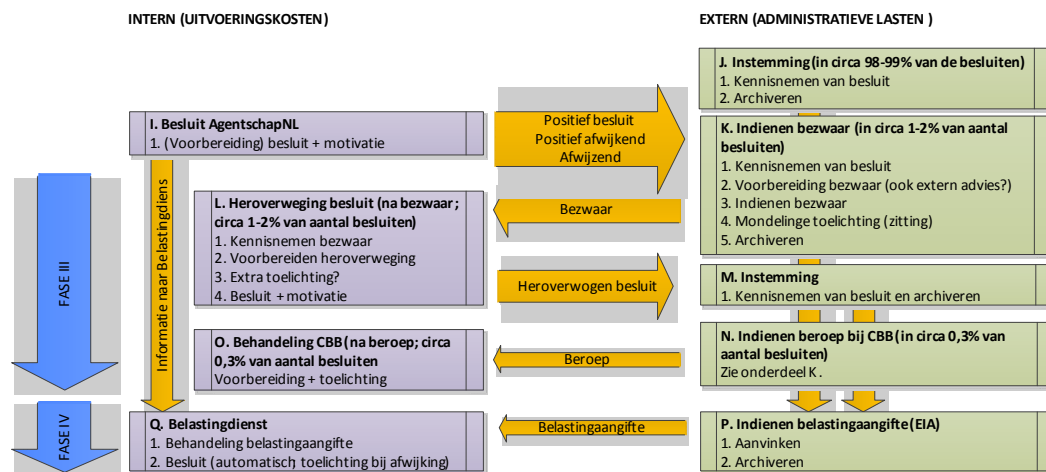 INTERN (UITVOERINGSKOSTEN)
EXTERN (ADMINISTRATIEVE LASTEN )
J. Instemming (in circa 98-99% van de besluiten)
1. Kennisnemen van besluit
2. Archiveren
I. Besluit AgentschapNL
1. (Voorbereiding) besluit + motivatie
Positief besluit
Positief afwijkend
Afwijzend
K. Indienen bezwaar (in circa 1-2% van aantal
besluiten)
1. Kennisnemen van besluit
2. Voorbereiding bezwaar (ook extern advies?)
3. Indienen bezwaar
4. Mondelinge toelichting (zitting)
5. Archiveren
FASE III
Informatie naar Belastingdiens
L. Heroverweging besluit (na bezwaar ;
circa 1-2% van aantal besluiten)
1. Kennisnemen bezwaar
2. Voorbereiden heroverweging
3. Extra toelichting?
4. Besluit + motivatie
Bezwaar
Heroverwogen besluit
M. Instemming
1. Kennisnemen van besluit en archiveren
O. Behandeling CBB (na beroep; circa
0,3% van aantal besluiten
Voorbereiding + toelichting
Beroep
N. Indienen beroep bij CBB (in circa 0,3% van
aantal besluiten)
Zie onderdeel K .
FASE IV
Q. Belastingdienst
1. Behandeling belastingaangifte
2. Besluit (automatisch; toelichting bij afwijking)
Belastingaangifte
P. Indienen belastingaangifte (EIA)
1. Aanvinken
2. Archiveren